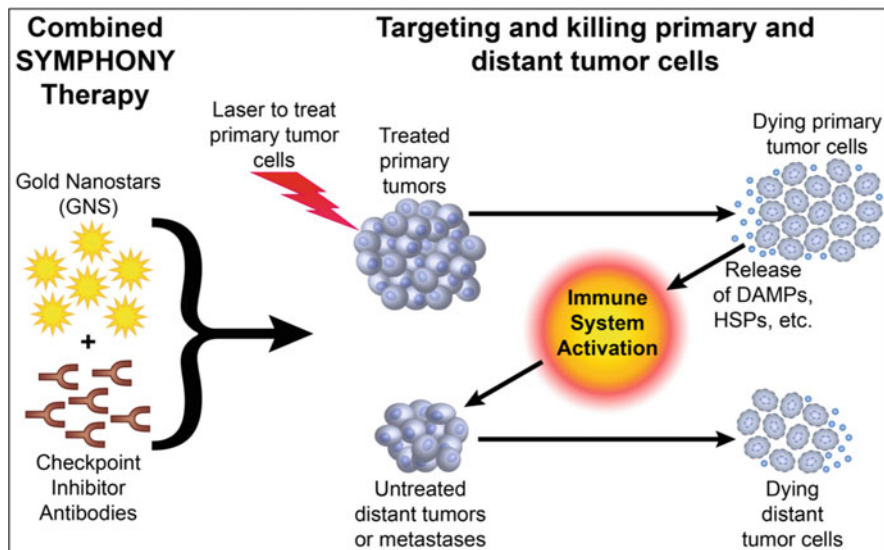 Combined
SYMPHONY
Therapy
Targeting and killing primary and
distant tumor cells
Gold Nanostars
(GNS)
+
Checkpoint
Inhibitor
Antibodies
Laser to treat
primary tumor
cells
Treated
primary
tumors
Dying primary
tumor cells
Release
of DAMPs,
HSPs, etc.
Immune
System
Activation
Untreated
distant tumors
or metastases
Dying
distant
tumor cells